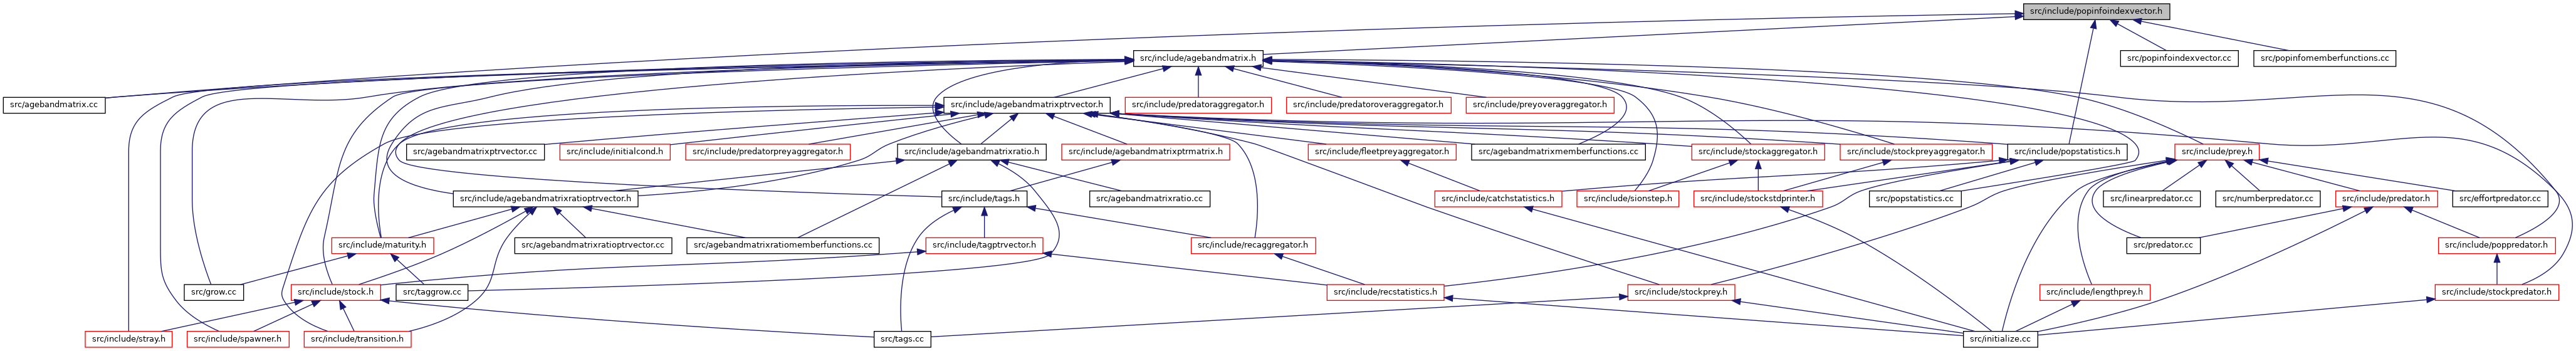 src/include/popinfoindexvector.h
src/include/agebandmatrix.h
src/popinfoindexvector.cc
src/popinfomemberfunctions.cc
src/agebandmatrix.cc
src/include/agebandmatrixptrvector.h
src/include/predatoraggregator.h
src/include/predatoroveraggregator.h
src/include/preyoveraggregator.h
src/agebandmatrixptrvector.cc
src/include/initialcond.h
src/include/predatorpreyaggregator.h
src/include/agebandmatrixratio.h
src/include/agebandmatrixptrmatrix.h
src/include/fleetpreyaggregator.h
src/agebandmatrixmemberfunctions.cc
src/include/stockaggregator.h
src/include/stockpreyaggregator.h
src/include/popstatistics.h
src/include/prey.h
src/include/agebandmatrixratioptrvector.h
src/include/tags.h
src/agebandmatrixratio.cc
src/include/catchstatistics.h
src/include/sionstep.h
src/include/stockstdprinter.h
src/popstatistics.cc
src/linearpredator.cc
src/numberpredator.cc
src/include/predator.h
src/effortpredator.cc
src/include/maturity.h
src/agebandmatrixratioptrvector.cc
src/agebandmatrixratiomemberfunctions.cc
src/include/tagptrvector.h
src/include/recaggregator.h
src/predator.cc
src/include/poppredator.h
src/grow.cc
src/include/stock.h
src/taggrow.cc
src/include/recstatistics.h
src/include/stockprey.h
src/include/lengthprey.h
src/include/stockpredator.h
src/include/stray.h
src/include/spawner.h
src/include/transition.h
src/tags.cc
src/initialize.cc